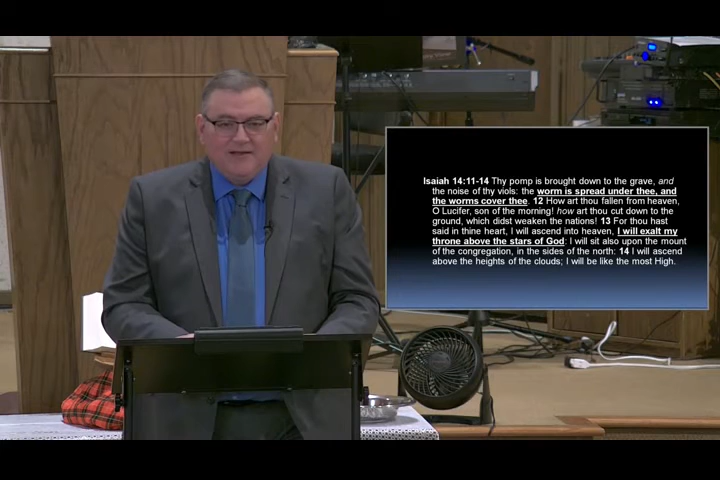 Isaiah 14:11-14 Thy pomp is brought down to the grave, and
the noise of thy viols: the worm is spread under thee, and
the worms cover thee. 12 How art thou fallen from heaven,
O Lucifer, son of the morning! how art thou cut down to the
ground, which didst weaken the nations! 13 For thou hast
said in thine heart, I will ascend into heaven, I will exalt my
throne above the stars of God: I will sit also upon the mount
of the congregation, in the sides of the north: 14 I will ascend
above the heights of the clouds; I will be like the most High.